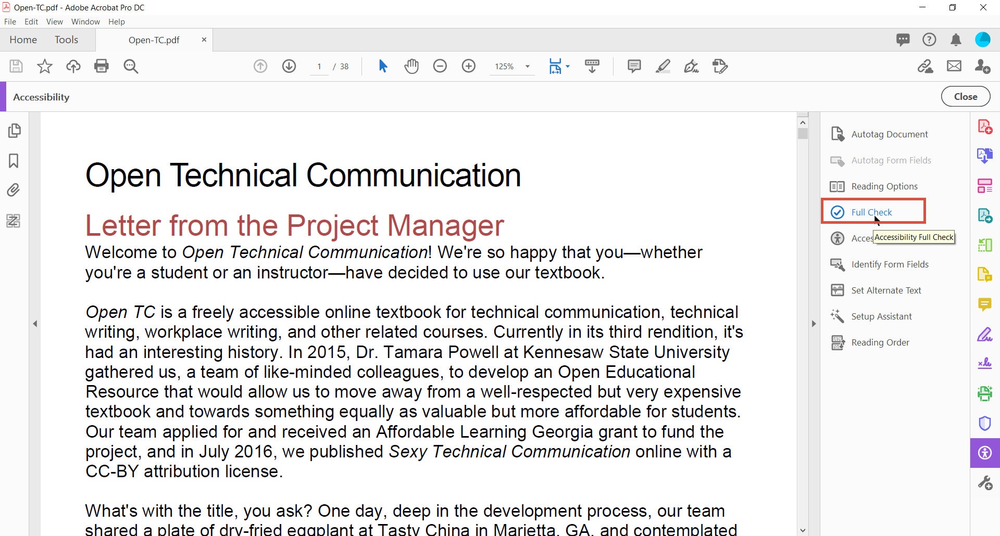 Open-TC.pdf - Adobe Acrobat Pro DC
File Edit View Window Help
Home Tools Open-TC.pdf ×
1 / 38 125%
Accessibility Close
Open Technical Communication
Letter from the Project Manager
Welcome to Open Technical Communication! We're so happy that you—whether
you're a student or an instructor—have decided to use our textbook.
Open TC is a freely accessible online textbook for technical communication, technical
writing, workplace writing, and other related courses. Currently in its third rendition, it's
had an interesting history. In 2015, Dr. Tamara Powell at Kennesaw State University
gathered us, a team of like-minded colleagues, to develop an Open Educational
Resource that would allow us to move away from a well-respected but very expensive
textbook and towards something equally as valuable but more affordable for students.
Our team applied for and received an Affordable Learning Georgia grant to fund the
project, and in July 2016, we published Sexy Technical Communication online with a
CC-BY attribution license.
What's with the title, you ask? One day, deep in the development process, our team
shared a plate of dry-fried eggplant at Tasty China in Marietta, GA, and contemplated
Autotag Document
Autotag Form Fields
Reading Options
Full Check
Acces
Accessibility Full Check
Identify Form Fields
Set Alternate Text
Setup Assistant
Reading Order